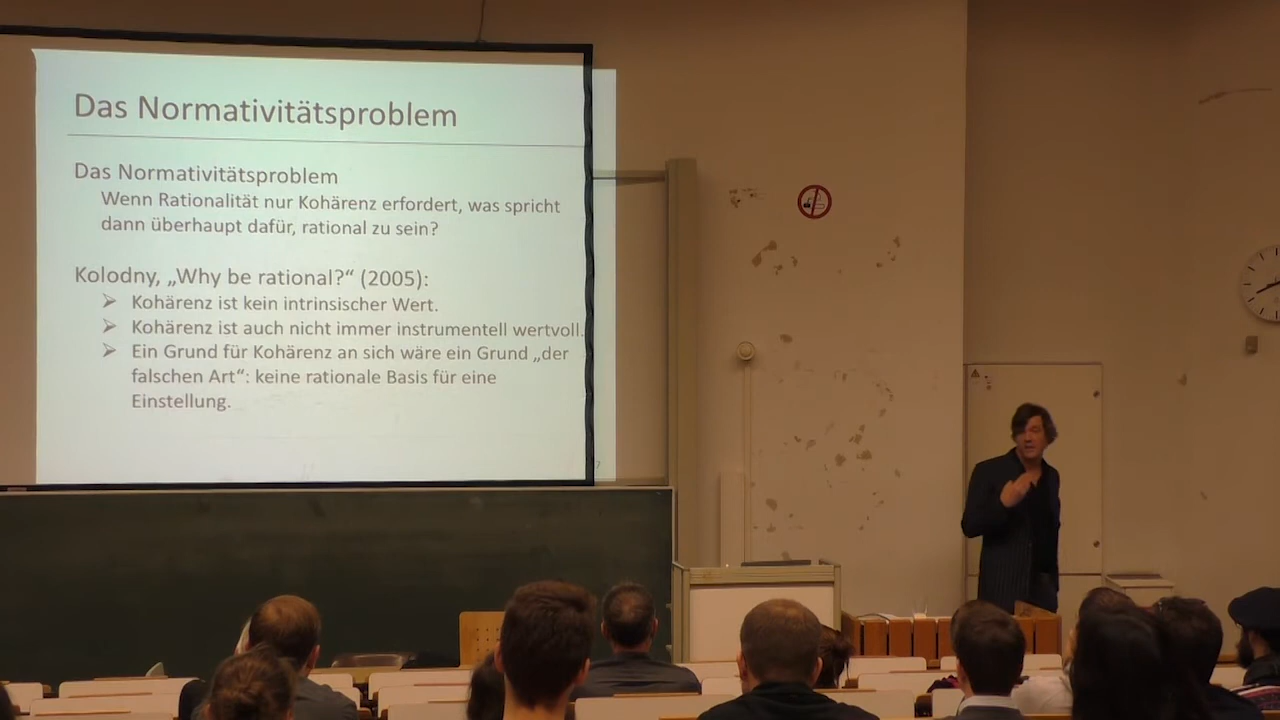 Das Normativitätsproblem
Das Normativitätsproblem
Wenn Rationalität nur Kohärenz erfordert, was spricht
dann überhaupt dafür, rational zu sein?
Kolodny, „Why be rational?“ (2005):
➢ Kohärenz ist kein intrinsischer Wert.
➢ Kohärenz ist auch nicht immer instrumentell wertvoll.
➢ Ein Grund für Kohärenz an sich wäre ein Grund „der
falschen Art“: keine rationale Basis für eine
Einstellung.
7